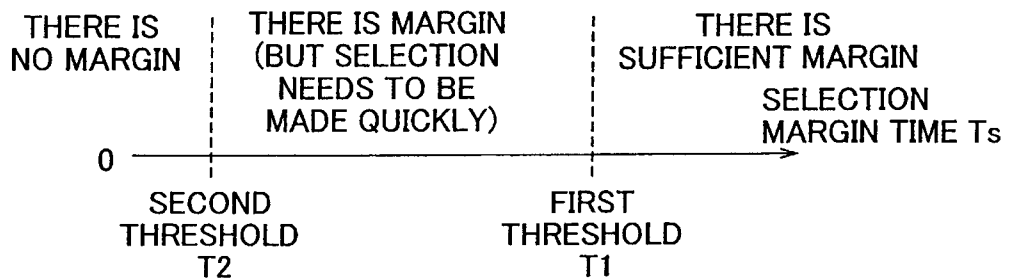 THERE IS
NO MARGIN
THERE IS MARGIN
(BUT SELECTION
NEEDS TO BE
MADE QUICKLY)
THERE IS
SUFFICIENT MARGIN
SELECTION
MARGIN TIME Ts
0
SECOND
THRESHOLD
T2
FIRST
THRESHOLD
T1